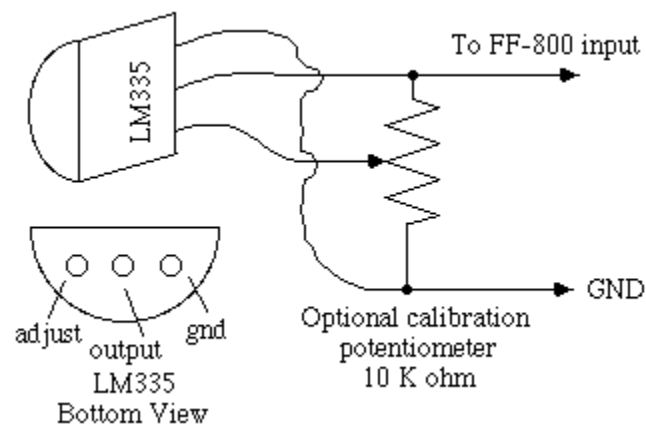 To FF-800 input
LM335
GND
adjust
output
gnd
LM335
Bottom View
Optional calibration
potentiometer
10 K ohm